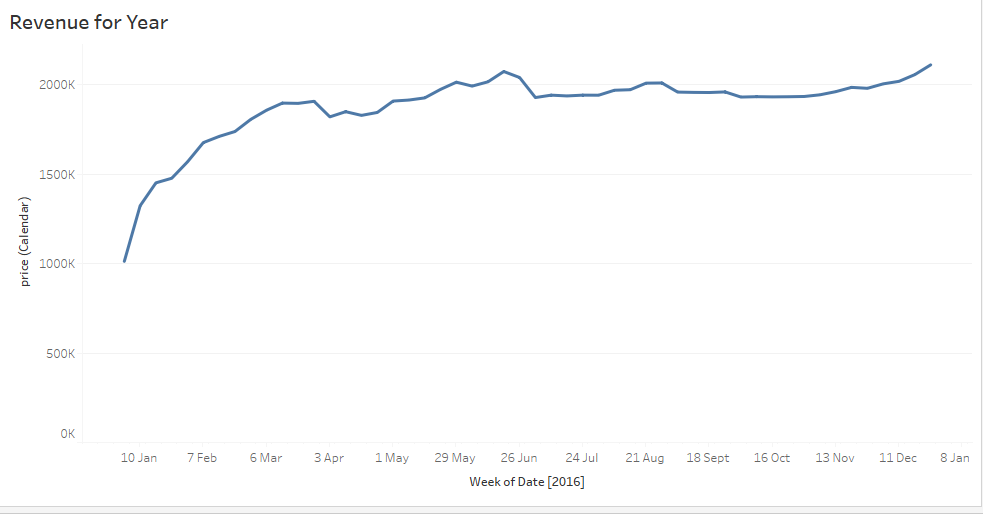 Revenue for Year
price (Calendar)
2000K
1500K
1000K
500K
0K
10 Jan 7 Feb 6 Mar 3 Apr 1 May 29 May 26 Jun 24 Jul 21 Aug 18 Sept 16 Oct 13 Nov 11 Dec 8 Jan
Week of Date [2016]